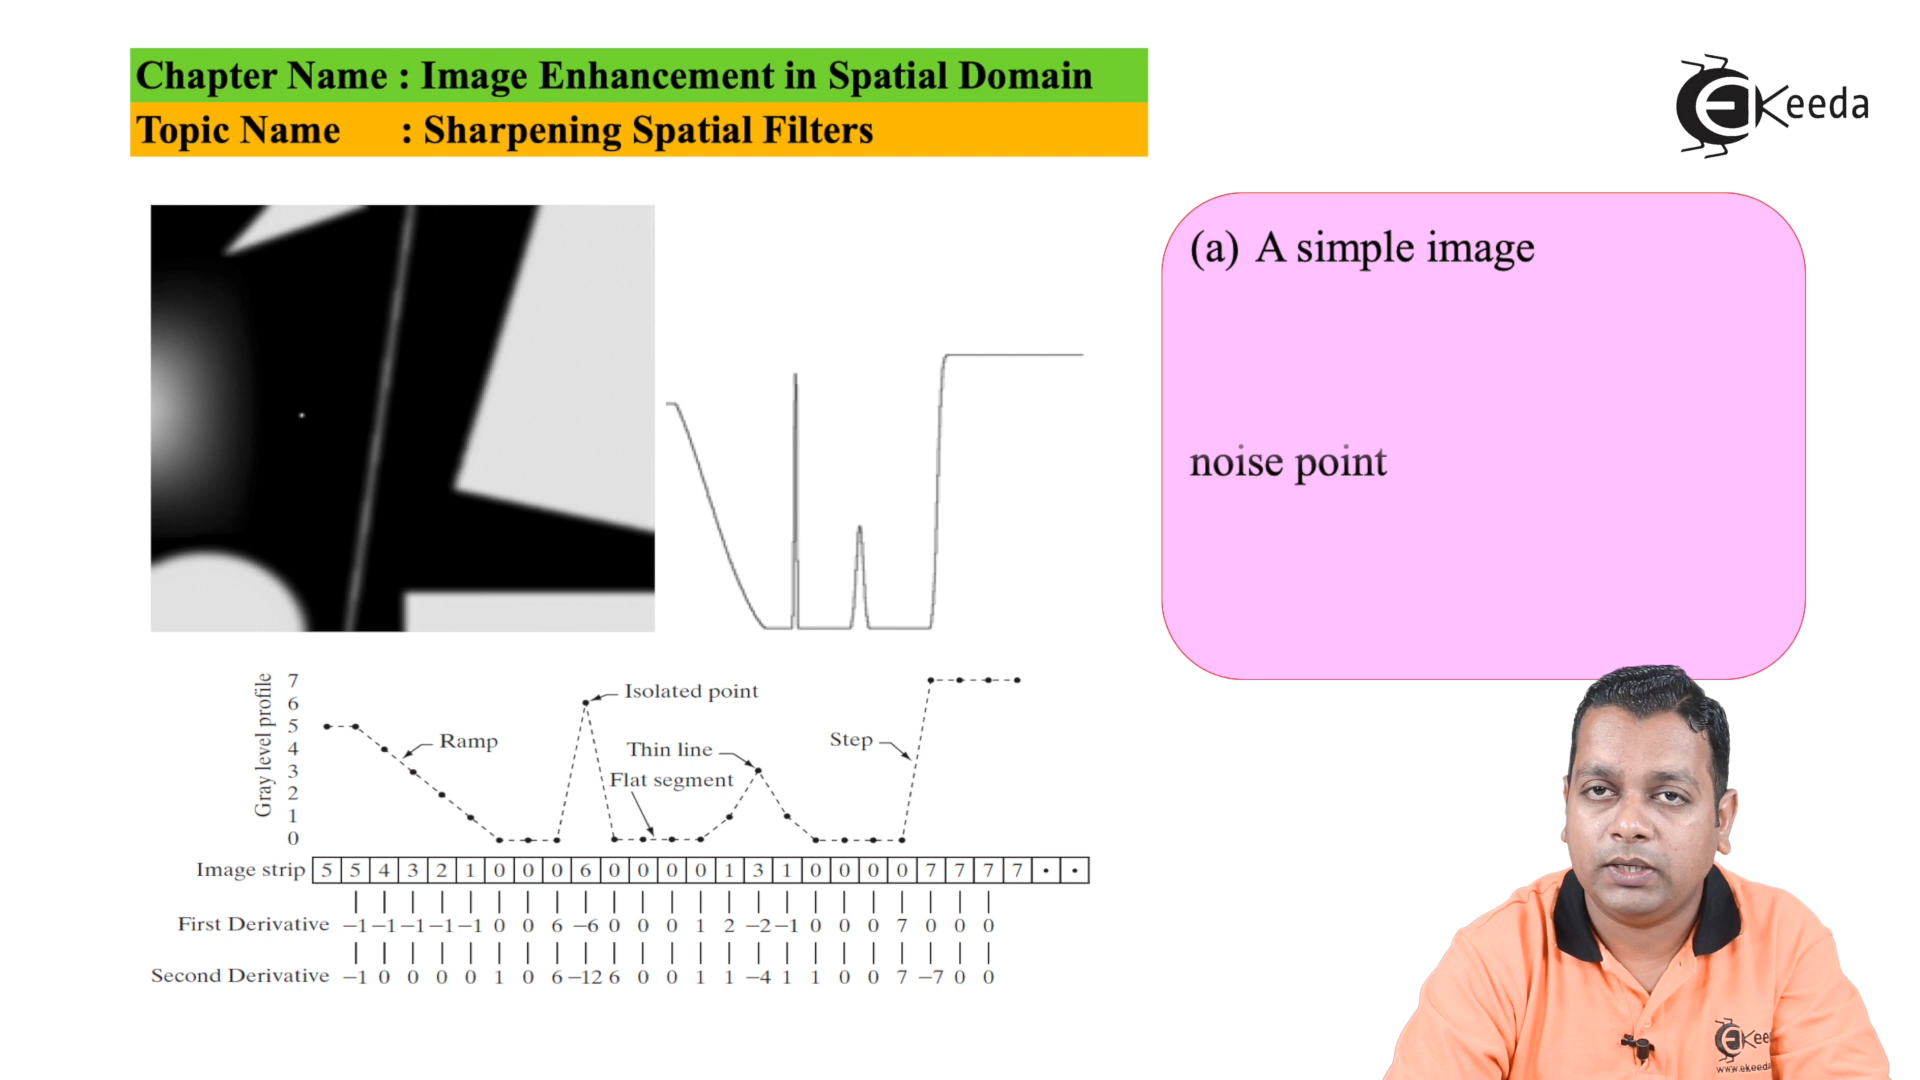 Chapter Name : Image Enhancement in Spatial Domain
Topic Name : Sharpening Spatial Filters
EKeeda
(a) A simple image
noise point
Gray level profile
7
6
5
4
3
2
1
0
Isolated point
Ramp
Thin line
Flat segment
Step
Image strip 5 5 4 3 2 1 0 0 0 6 0 0 0 0 1 3 1 0 0 0 0 7 7 7 7 • •
First Derivative −1 −1 −1 −1 −1 0 0 6 −6 0 0 0 1 2 −2 −1 0 0 0 7 0 0 0
Second Derivative −1 0 0 0 0 1 0 6 −12 6 0 0 1 1 −4 1 1 0 0 7 −7 0 0
EKee
www.ekeeda